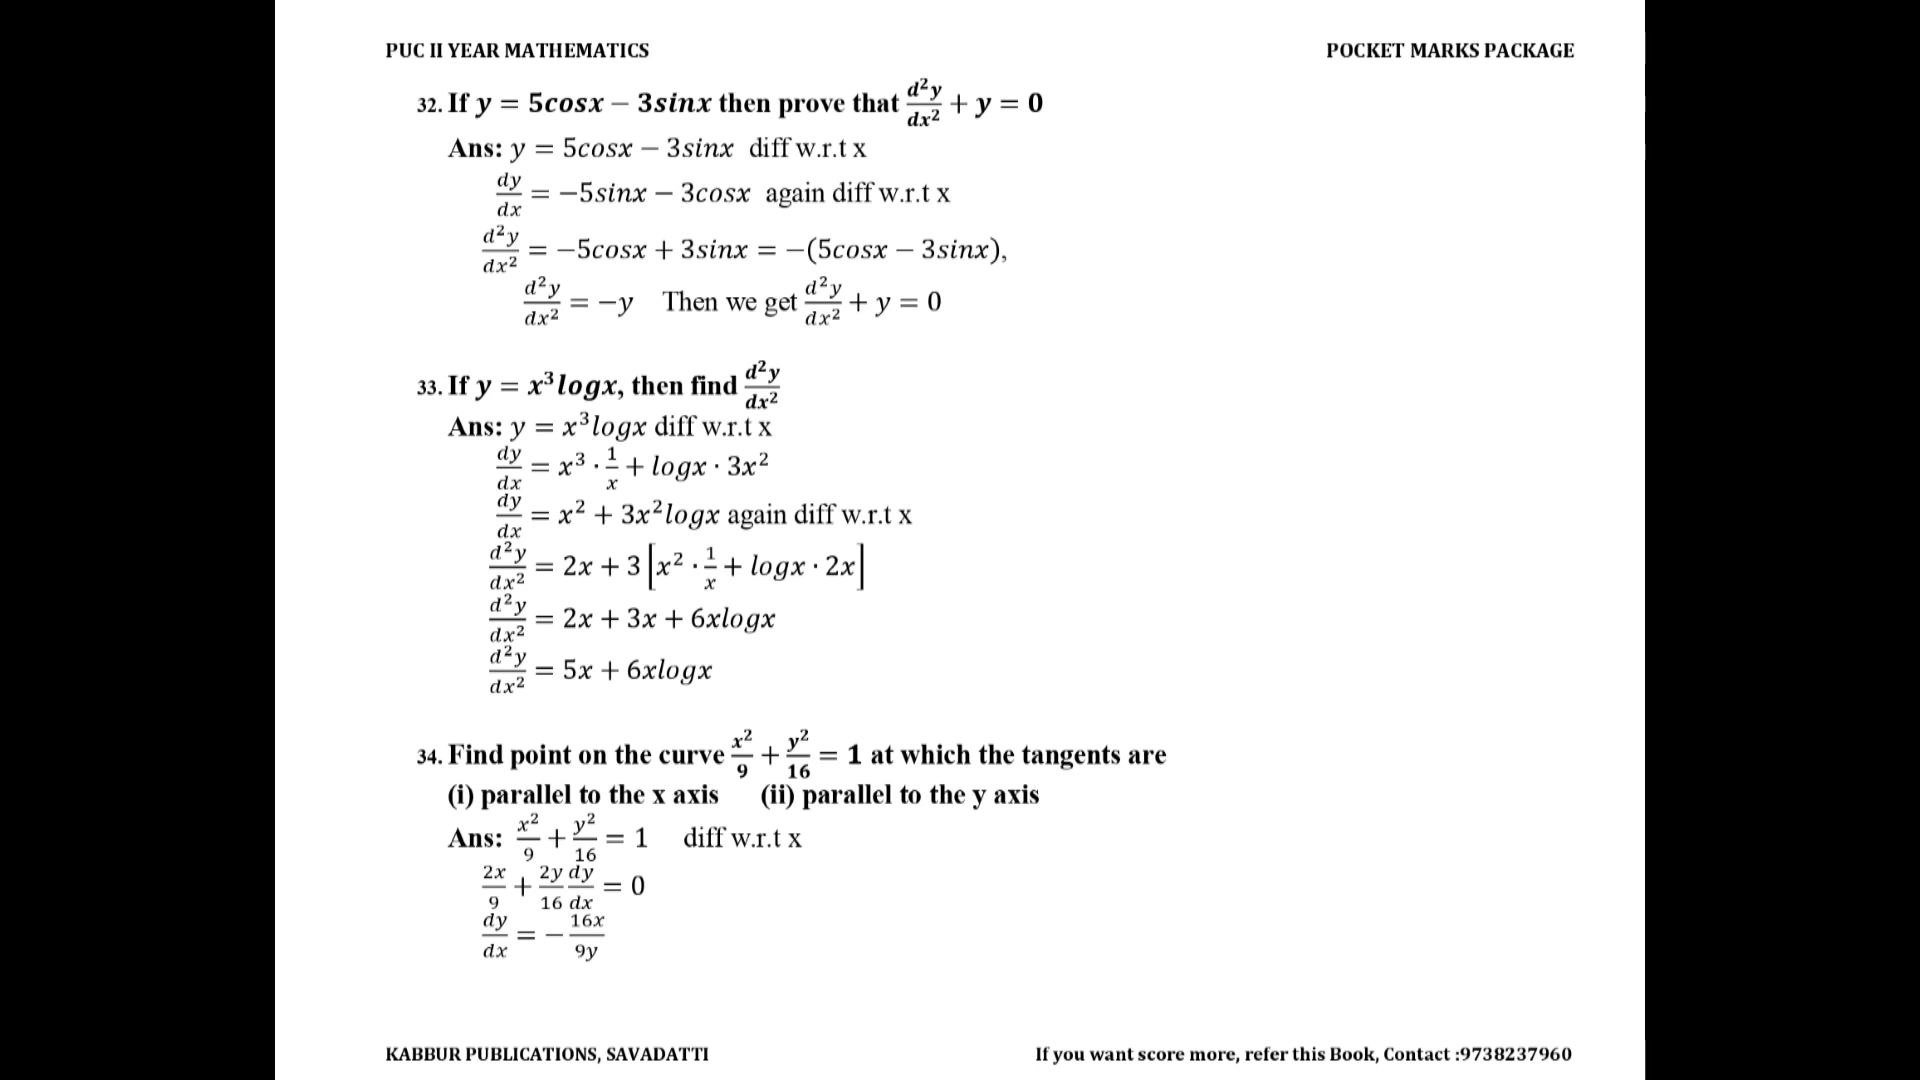 PUC II YEAR MATHEMATICS POCKET MARKS PACKAGE
32. If y = 5cosx − 3sinx then prove that d²y/dx² + y = 0
Ans: y = 5cosx − 3sinx diff w.r.t x
dy/dx = −5sinx − 3cosx again diff w.r.t x
d²y/dx² = −5cosx + 3sinx = −(5cosx − 3sinx),
d²y/dx² = −y Then we get d²y/dx² + y = 0
33. If y = x³logx, then find d²y/dx²
Ans: y = x³logx diff w.r.t x
dy/dx = x³ · 1/x + logx · 3x²
dy/dx = x² + 3x²logx again diff w.r.t x
d²y/dx² = 2x + 3[x² · 1/x + logx · 2x]
d²y/dx² = 2x + 3x + 6xlogx
d²y/dx² = 5x + 6xlogx
34. Find point on the curve x²/9 + y²/16 = 1 at which the tangents are
(i) parallel to the x axis (ii) parallel to the y axis
Ans: x²/9 + y²/16 = 1 diff w.r.t x
2x/9 + 2y/16 dy/dx = 0
dy/dx = − 16x/9y
KABBUR PUBLICATIONS, SAVADATTI If you want score more, refer this Book, Contact :9738237960